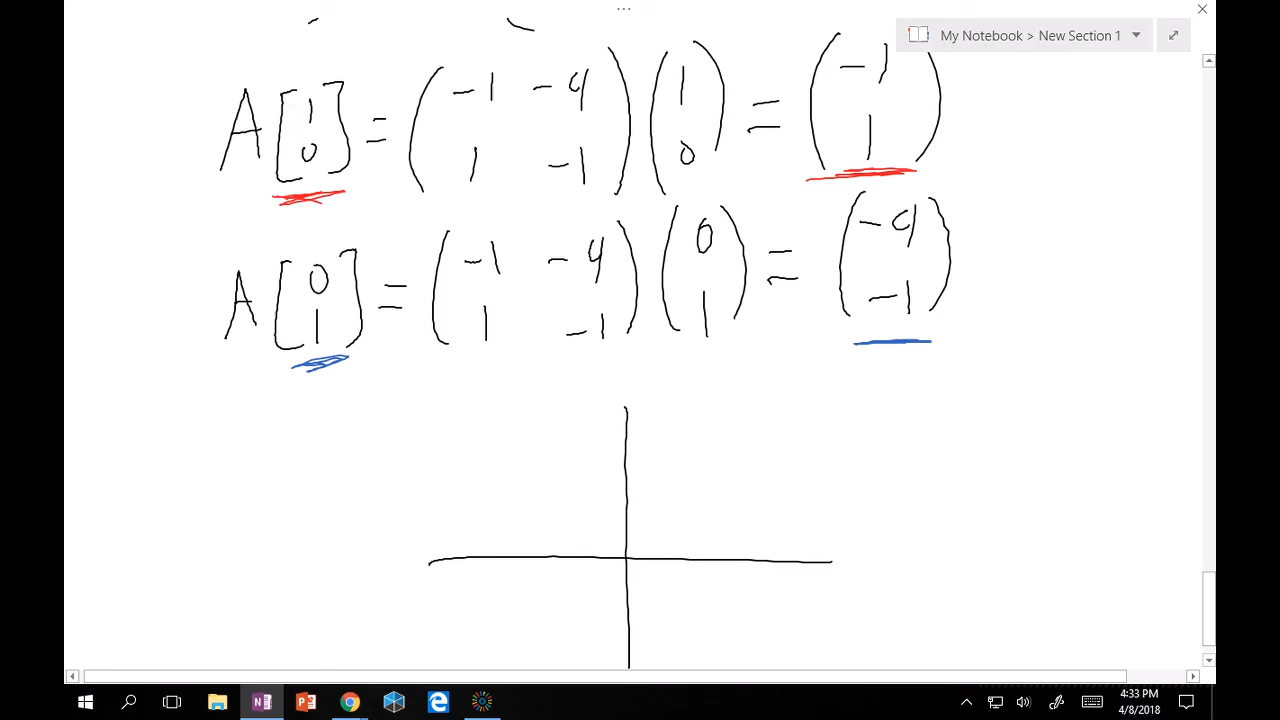 My Notebook > New Section 1
A [1 0] = (-1 -4 1 -1) (1 0) = (-1 1)
A [0 1] = (-1 -4 1 -1) (0 1) = (-4 -1)
4:33 PM
4/8/2018